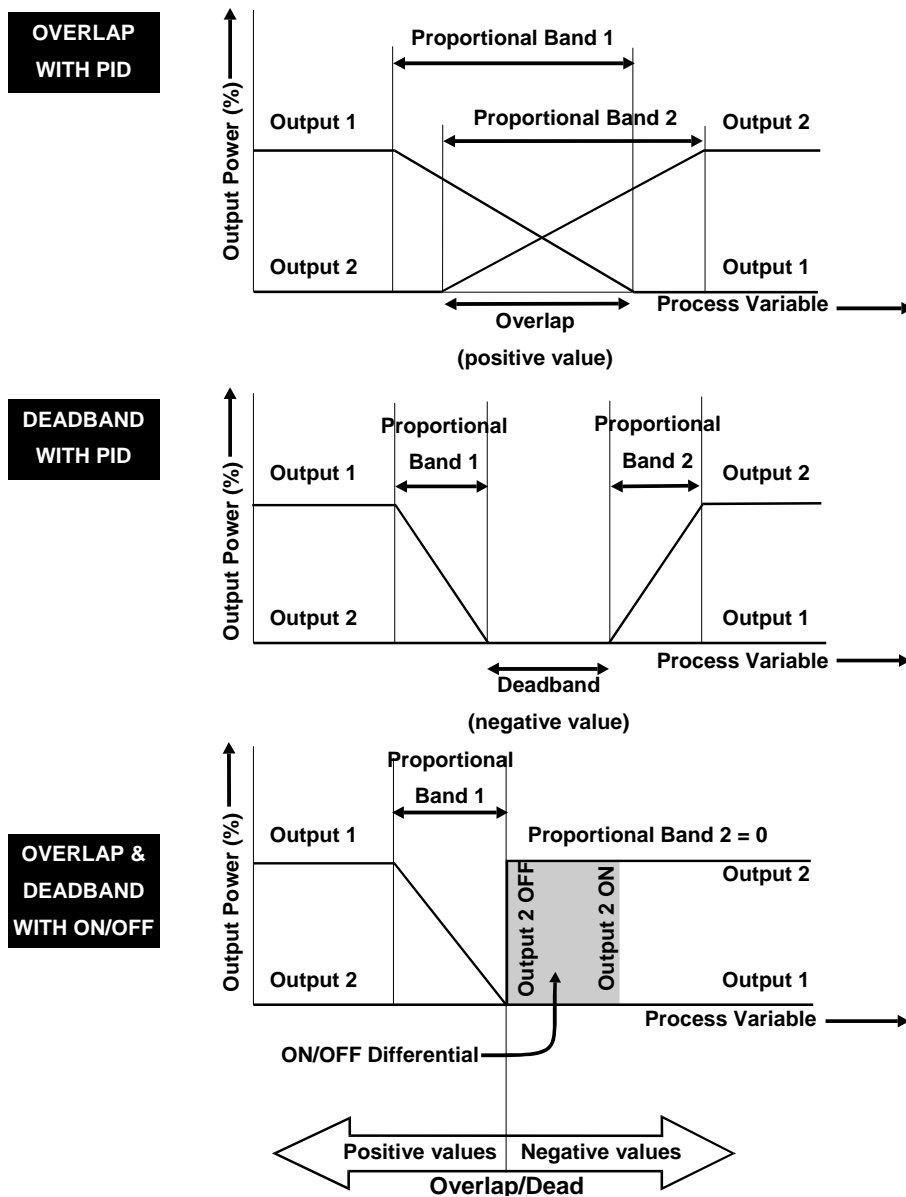 OVERLAP
WITH PID
Output Power (%)
Proportional Band 1
Output 1
Proportional Band 2
Output 2
Output 2
Output 1
Process Variable
Overlap
(positive value)
DEADBAND
WITH PID
Output Power (%)
Proportional
Band 1
Proportional
Band 2
Output 1
Output 2
Output 2
Output 1
Process Variable
Deadband
(negative value)
OVERLAP &
DEADBAND
WITH ON/OFF
Output Power (%)
Proportional
Band 1
Output 1
Proportional Band 2 = 0
Output 2 OFF
Output 2 ON
Output 2
Output 2
Output 1
Process Variable
ON/OFF Differential
Positive values
Negative values
Overlap/Dead